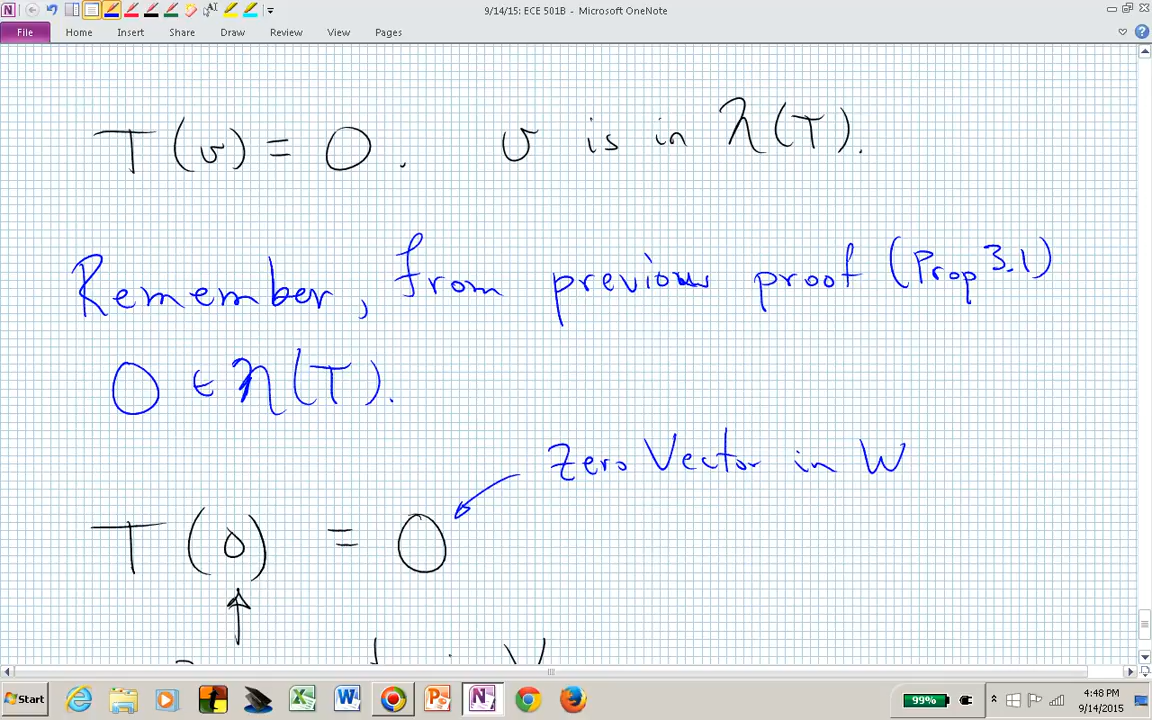 9/14/15: ECE 501B - Microsoft OneNote
File Home Insert Share Draw Review View Pages
T(v) = 0. v is in η(T).
Remember, from previous proof (Prop 3.1)
0 ∈ η(T).
Zero Vector in W
T(0) = 0
Start
99%
4:48 PM
9/14/2015